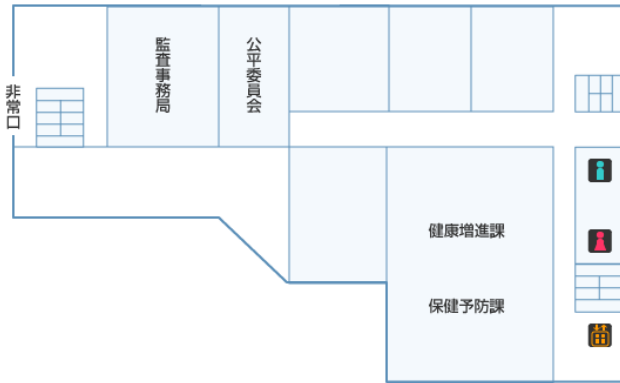 監査事務局
公平委員会
非常口
健康増進課
保健予防課